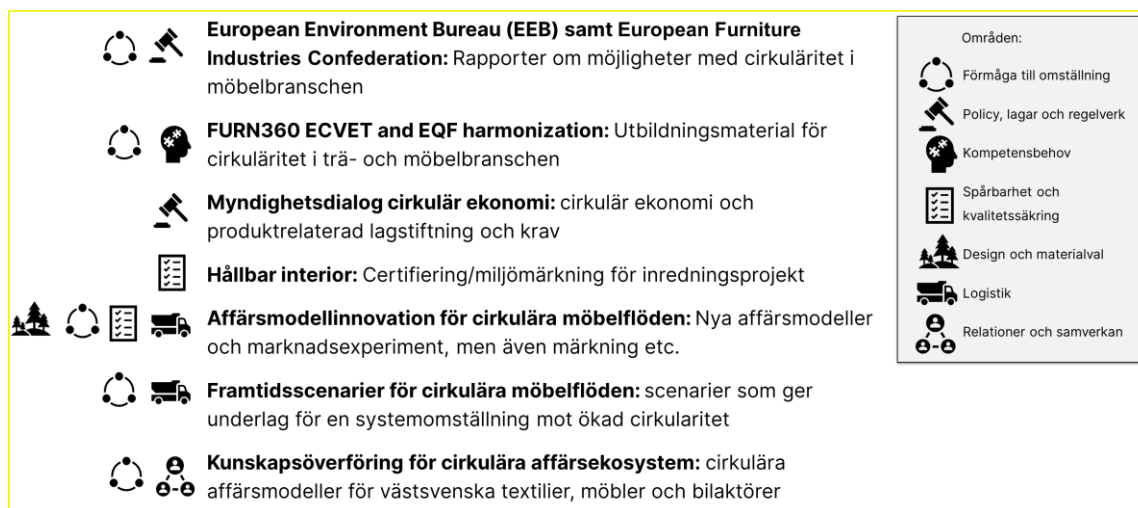 European Environment Bureau (EEB) samt European Furniture
Industries Confederation: Rapporter om möjligheter med cirkuläritet i
möbelbranschen
FURN360 ECVET and EQF harmonization: Utbildningsmaterial för
cirkuläritet i trä- och möbelbranschen
Myndighetsdialog cirkulär ekonomi: cirkulär ekonomi och
produktrelaterad lagstiftning och krav
Hållbar interior: Certifiering/miljömärkning för inredningsprojekt
Affärsmodellinnovation för cirkulära möbelflöden: Nya affärsmodeller
och marknadsexperiment, men även märkning etc.
Framtidsscenarier för cirkulära möbelflöden: scenarier som ger
underlag för en systemomställning mot ökad cirkularitet
Kunskapsöverföring för cirkulära affärsekosystem: cirkulära
affärsmodeller för västsvenska textilier, möbler och bilaktörer
Områden:
Förmåga till omställning
Policy, lagar och regelverk
Kompetensbehov
Spårbarhet och
kvalitetssäkring
Design och materialval
Logistik
Relationer och samverkan